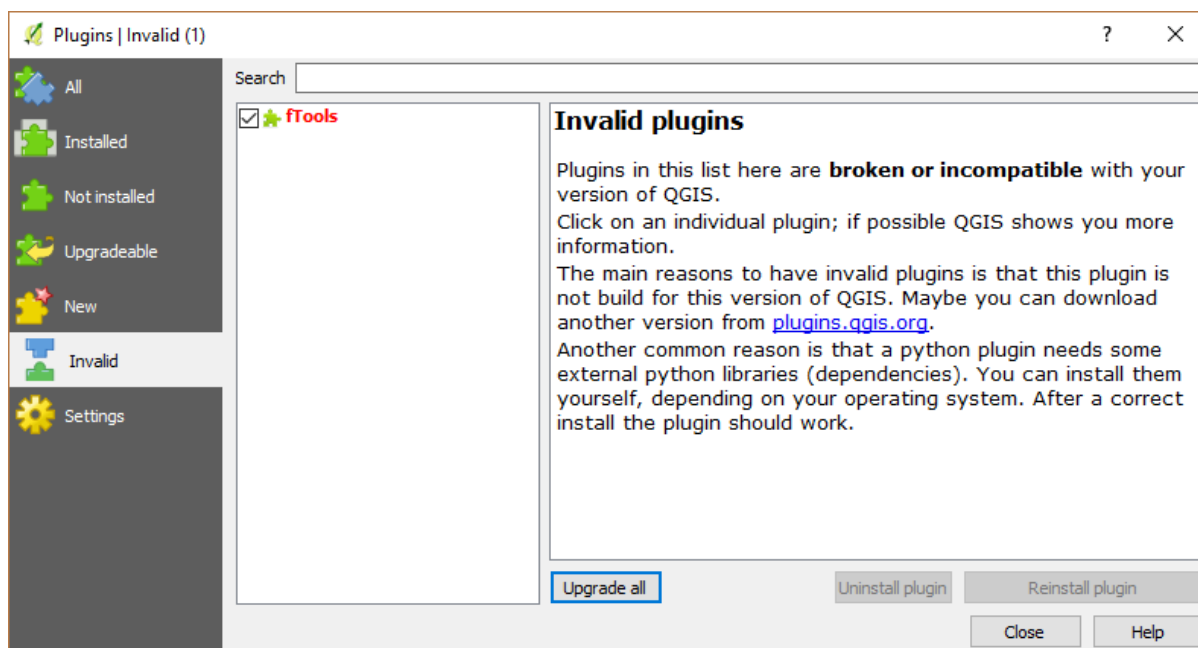 Plugins | Invalid (1)
?
All
Installed
Not installed
Upgradeable
New
Invalid
Settings
Search
fTools
Invalid plugins
Plugins in this list here are broken or incompatible with your
version of QGIS.
Click on an individual plugin; if possible QGIS shows you more
information.
The main reasons to have invalid plugins is that this plugin is
not build for this version of QGIS. Maybe you can download
another version from plugins.qgis.org.
Another common reason is that a python plugin needs some
external python libraries (dependencies). You can install them
yourself, depending on your operating system. After a correct
install the plugin should work.
Upgrade all
Uninstall plugin
Reinstall plugin
Close
Help